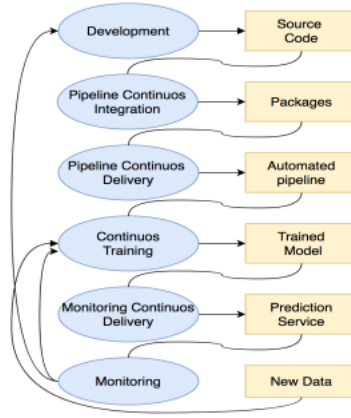 Development
Source
Code
Pipeline Continuos
Integration
Packages
Pipeline Continuos
Delivery
Automated
pipeline
Continuos
Training
Trained
Model
Monitoring Continuos
Delivery
Prediction
Service
Monitoring
New Data